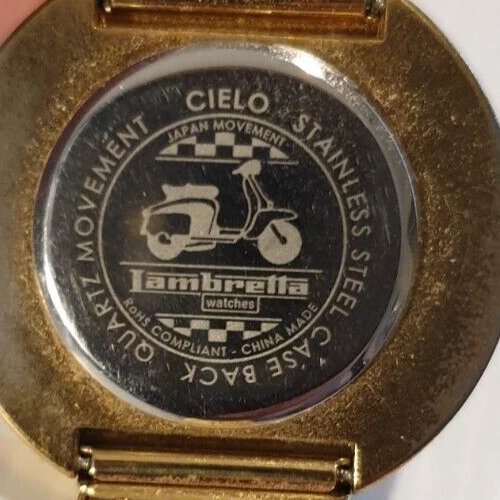 CIELO · STAINLESS STEEL CASE BACK · QUARTZ MOVEMENT
JAPAN MOVEMENT
Lambretta
watches
RoHS COMPLIANT - CHINA MADE